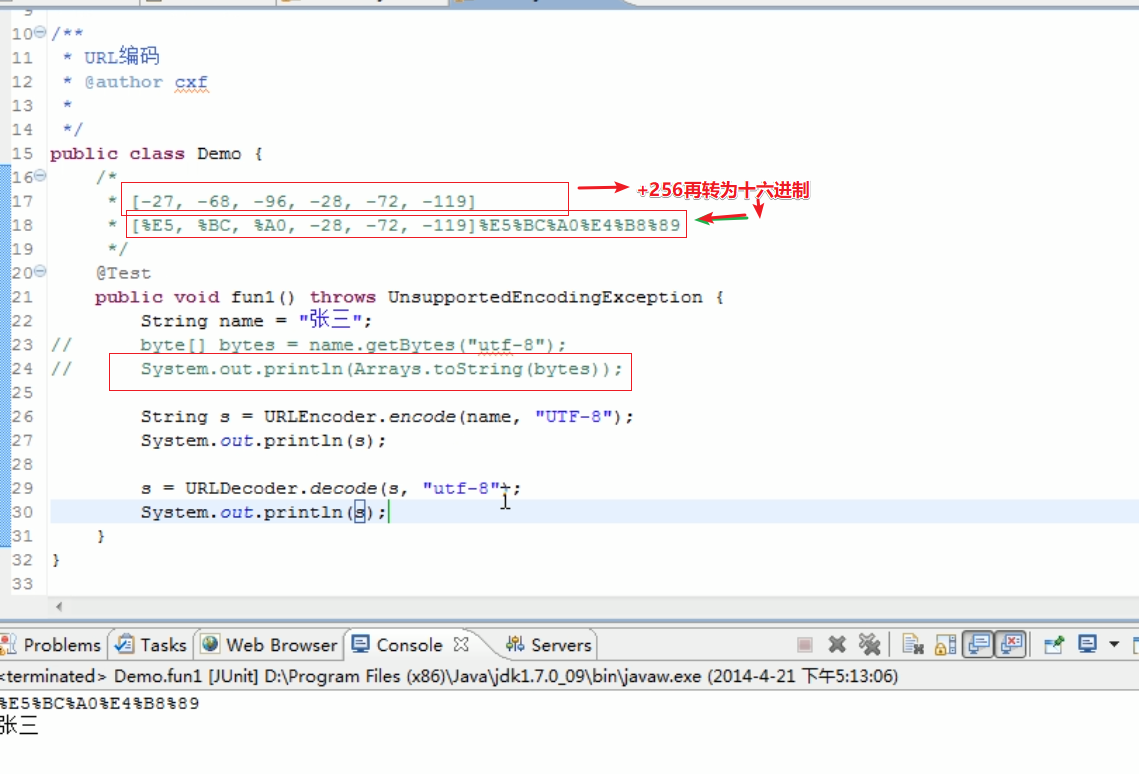 9
10 /**
11 * URL编码
12 * @author cxf
13 *
14 */
15 public class Demo {
16 /*
17 * [-27, -68, -96, -28, -72, -119]
+256再转为十六进制
18 * [%E5, %BC, %A0, -28, -72, -119]%E5%BC%A0%E4%B8%89
19 */
20 @Test
21 public void fun1() throws UnsupportedEncodingException {
22 String name = "张三";
23 // byte[] bytes = name.getBytes("utf-8");
24 // System.out.println(Arrays.toString(bytes));
25
26 String s = URLEncoder.encode(name, "UTF-8");
27 System.out.println(s);
28
29 s = URLDecoder.decode(s, "utf-8");
30 System.out.println(s);
31 }
32 }
33
Problems Tasks Web Browser Console Servers
<terminated> Demo.fun1 [JUnit] D:\Program Files (x86)\Java\jdk1.7.0_09\bin\javaw.exe (2014-4-21 下午5:13:06)
%E5%BC%A0%E4%B8%89
张三